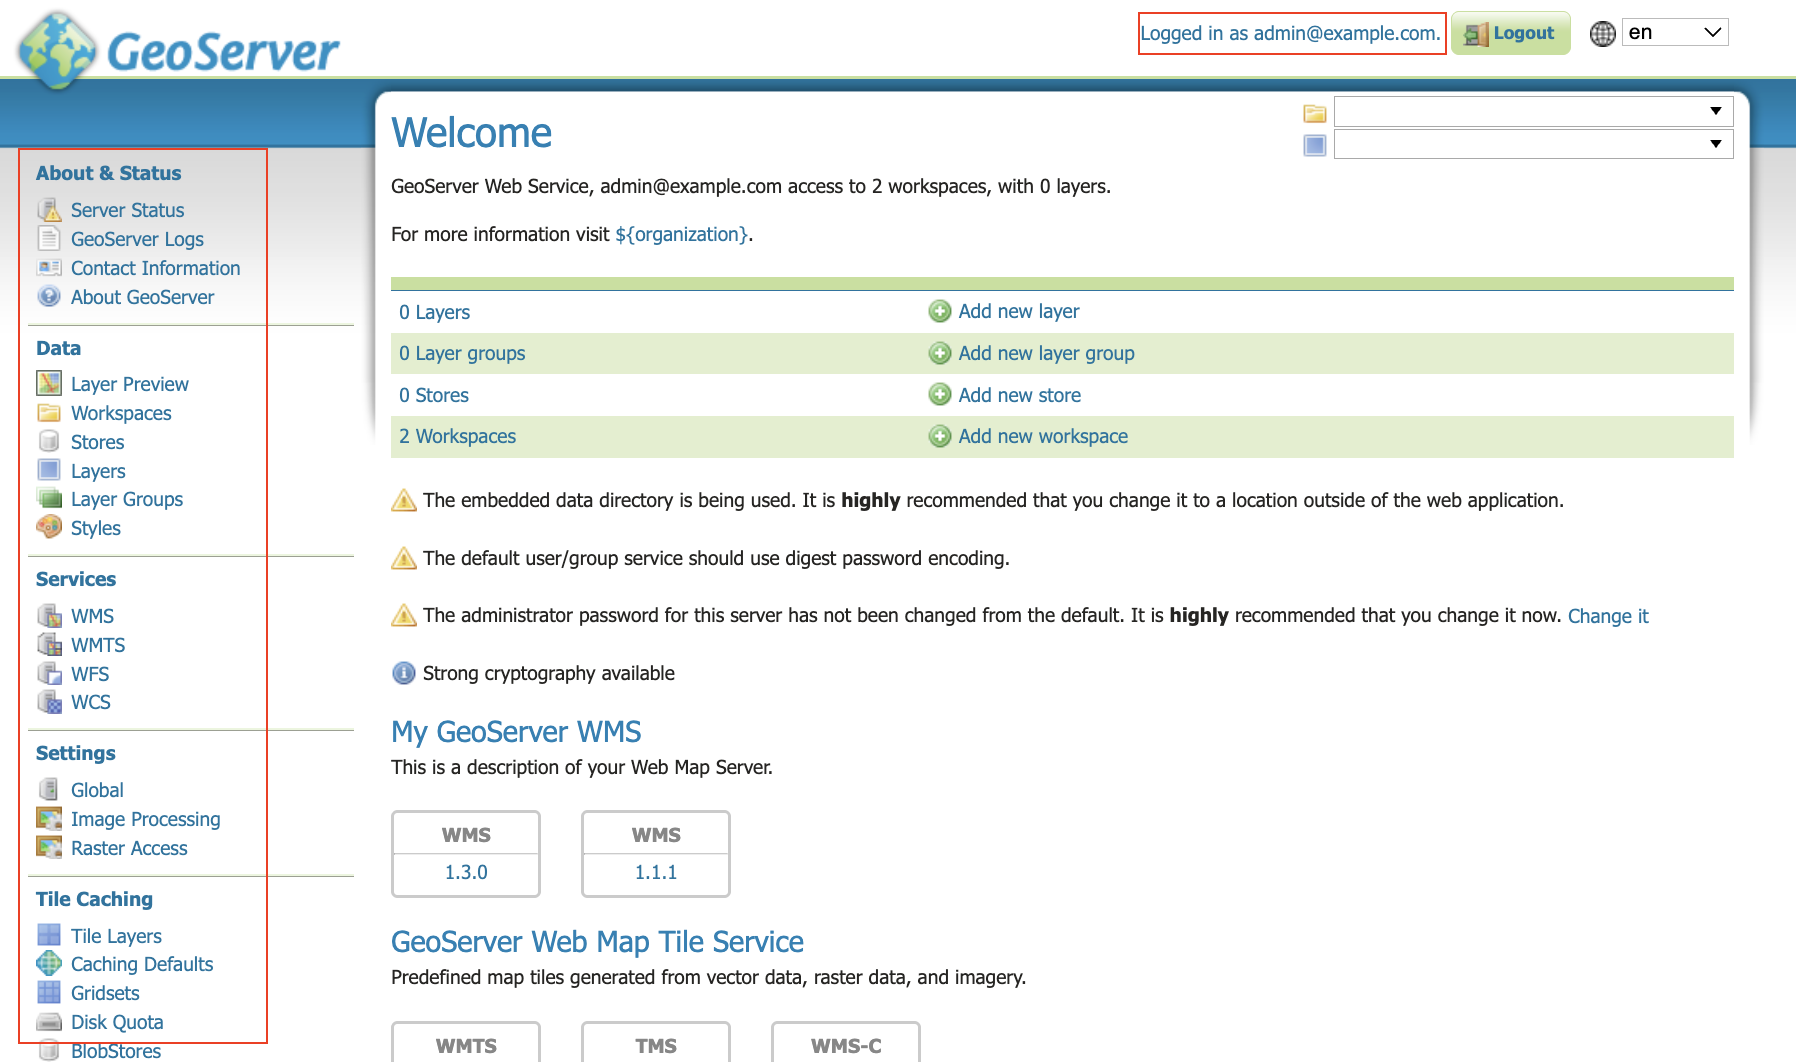 GeoServer
Logged in as admin@example.com.
Logout
en
About & Status
Server Status
GeoServer Logs
Contact Information
About GeoServer
Data
Layer Preview
Workspaces
Stores
Layers
Layer Groups
Styles
Services
WMS
WMTS
WFS
WCS
Settings
Global
Image Processing
Raster Access
Tile Caching
Tile Layers
Caching Defaults
Gridsets
Disk Quota
BlobStores
Welcome
GeoServer Web Service, admin@example.com access to 2 workspaces, with 0 layers.
For more information visit ${organization}.
0 Layers Add new layer
0 Layer groups Add new layer group
0 Stores Add new store
2 Workspaces Add new workspace
The embedded data directory is being used. It is highly recommended that you change it to a location outside of the web application.
The default user/group service should use digest password encoding.
The administrator password for this server has not been changed from the default. It is highly recommended that you change it now. Change it
Strong cryptography available
My GeoServer WMS
This is a description of your Web Map Server.
WMS WMS
1.3.0 1.1.1
GeoServer Web Map Tile Service
Predefined map tiles generated from vector data, raster data, and imagery.
WMTS TMS WMS-C